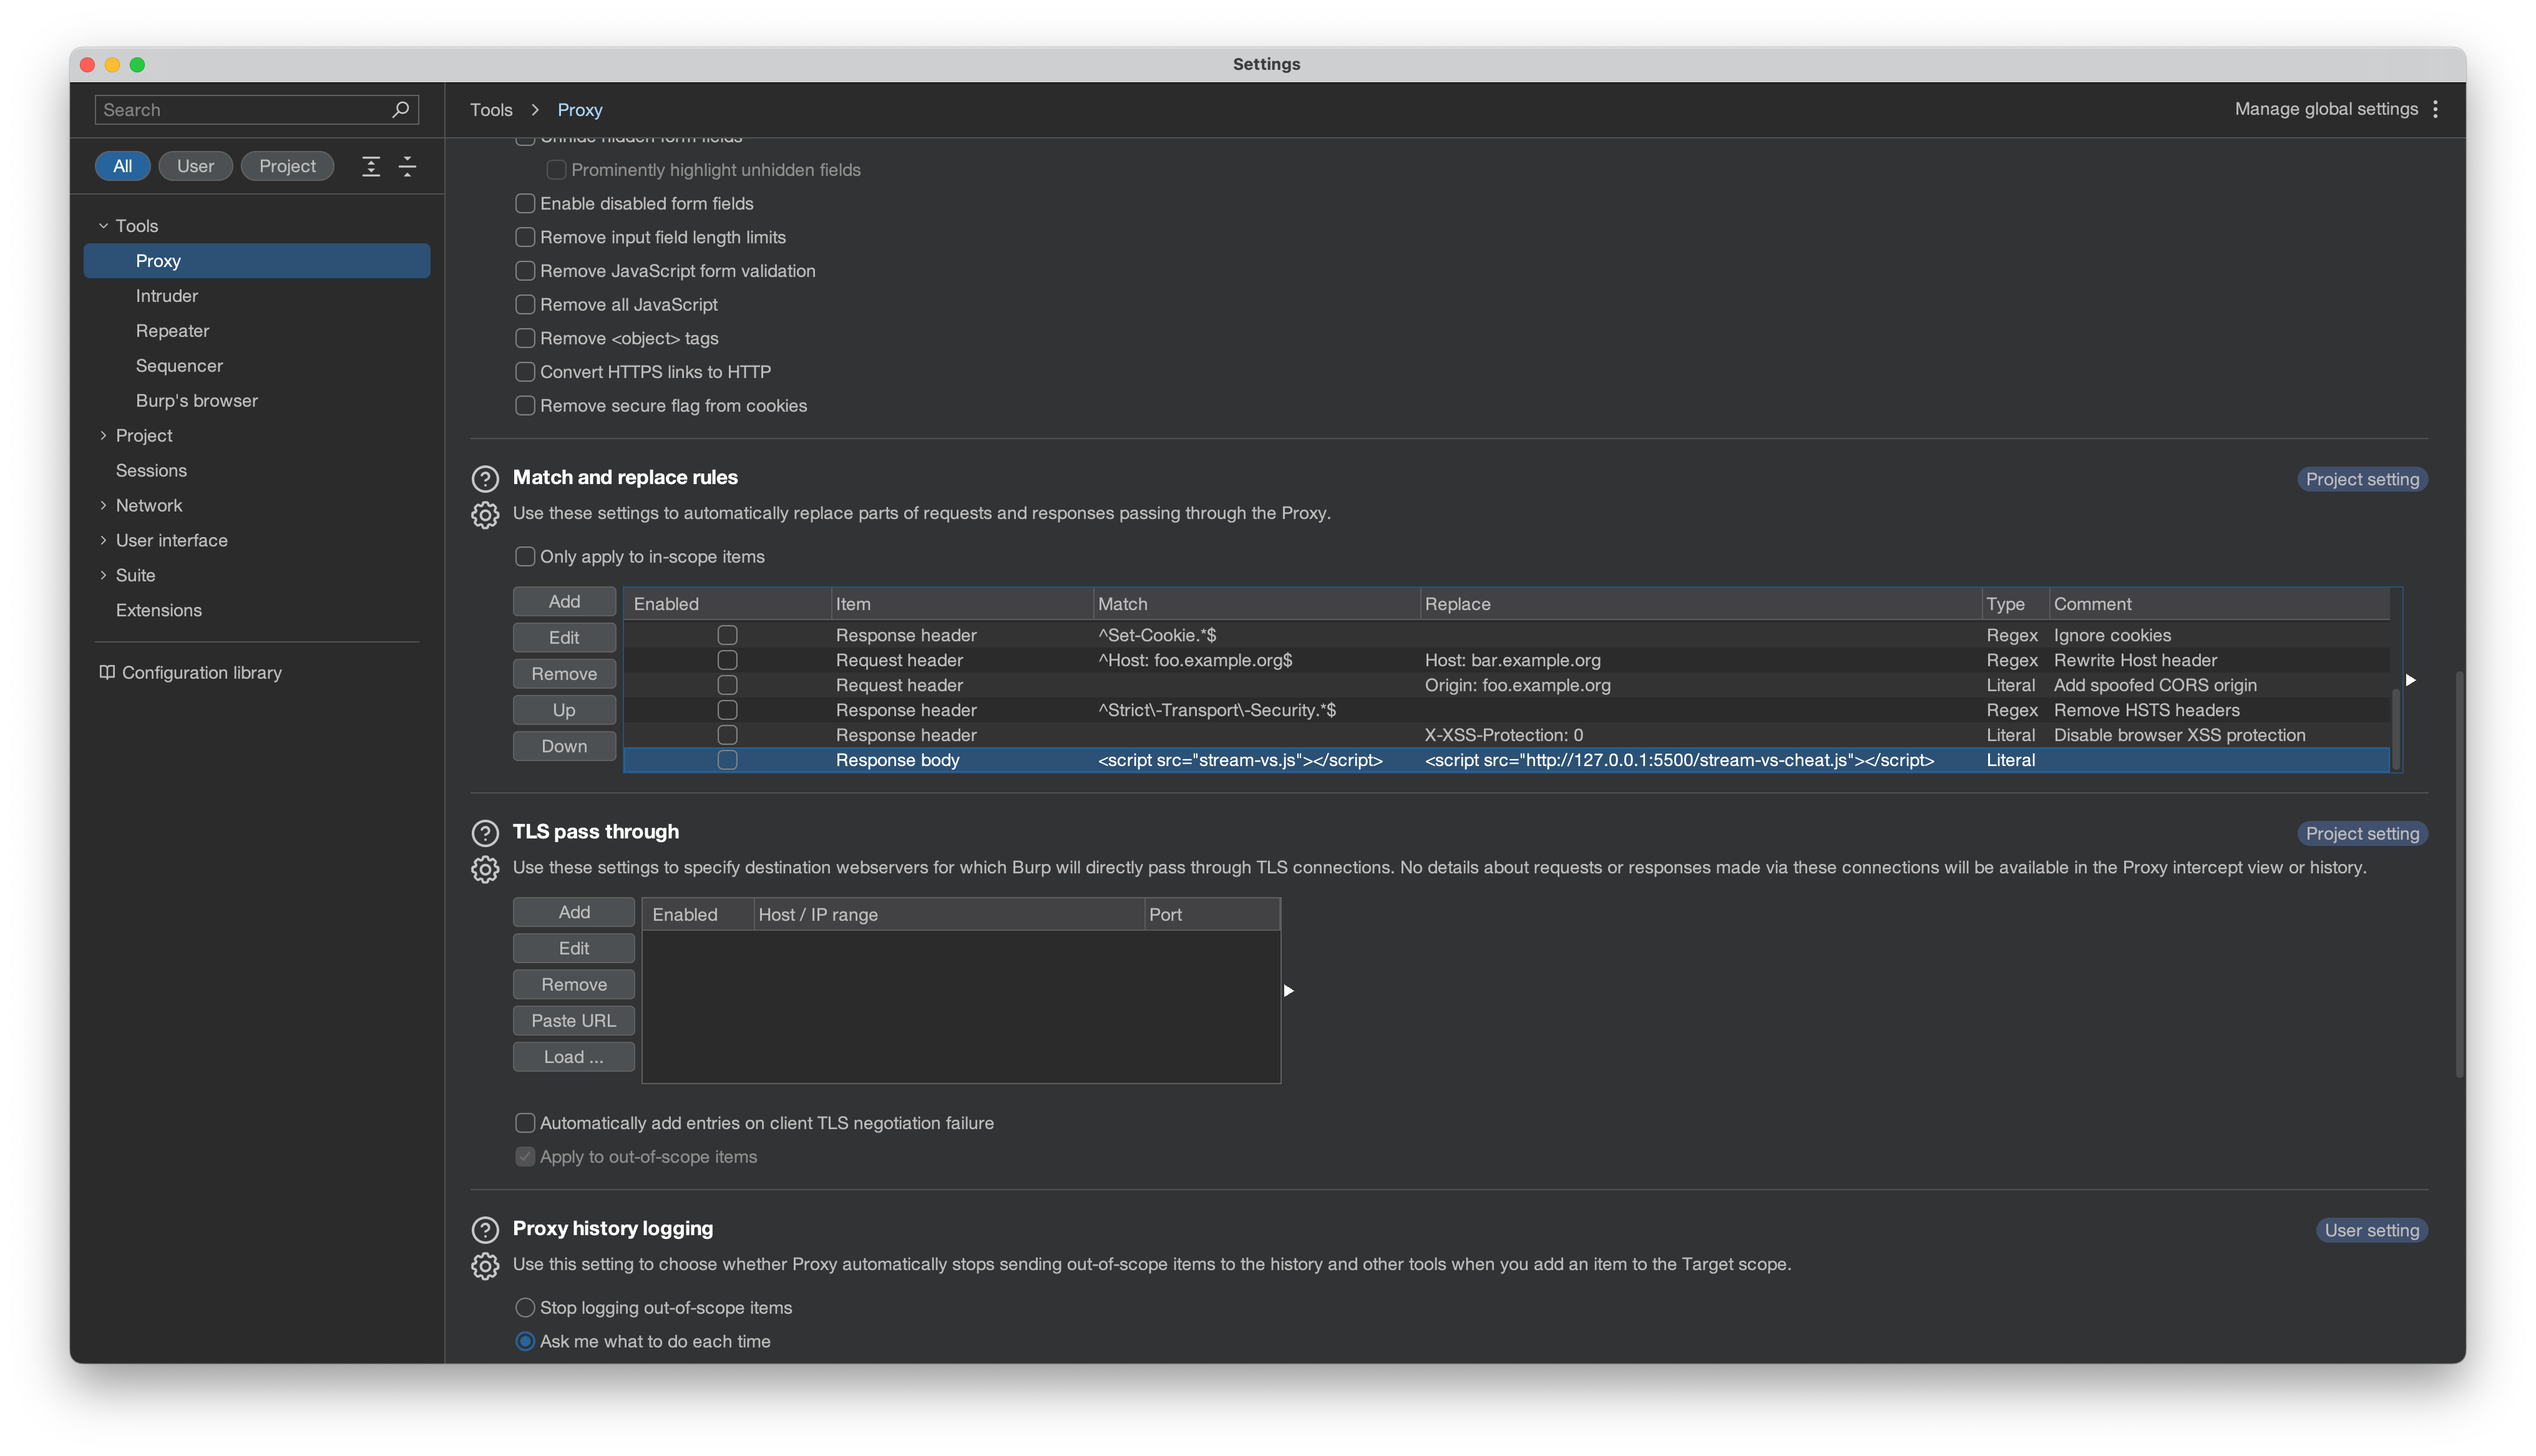 Settings
Search
Tools > Proxy
Manage global settings
All User Project
Tools
Proxy
Intruder
Repeater
Sequencer
Burp's browser
Project
Sessions
Network
User interface
Suite
Extensions
Configuration library
Unhide hidden form fields
Prominently highlight unhidden fields
Enable disabled form fields
Remove input field length limits
Remove JavaScript form validation
Remove all JavaScript
Remove <object> tags
Convert HTTPS links to HTTP
Remove secure flag from cookies
Match and replace rules
Project setting
Use these settings to automatically replace parts of requests and responses passing through the Proxy.
Only apply to in-scope items
Add
Edit
Remove
Up
Down
Enabled Item Match Replace Type Comment
Response header ^Set-Cookie.*$ Regex Ignore cookies
Request header ^Host: foo.example.org$ Host: bar.example.org Regex Rewrite Host header
Request header Origin: foo.example.org Literal Add spoofed CORS origin
Response header ^Strict\-Transport\-Security.*$ Regex Remove HSTS headers
Response header X-XSS-Protection: 0 Literal Disable browser XSS protection
Response body <script src="stream-vs.js"></script> <script src="http://127.0.0.1:5500/stream-vs-cheat.js"></script> Literal
TLS pass through
Project setting
Use these settings to specify destination webservers for which Burp will directly pass through TLS connections. No details about requests or responses made via these connections will be available in the Proxy intercept view or history.
Add
Edit
Remove
Paste URL
Load ...
Enabled Host / IP range Port
Automatically add entries on client TLS negotiation failure
Apply to out-of-scope items
Proxy history logging
User setting
Use this setting to choose whether Proxy automatically stops sending out-of-scope items to the history and other tools when you add an item to the Target scope.
Stop logging out-of-scope items
Ask me what to do each time